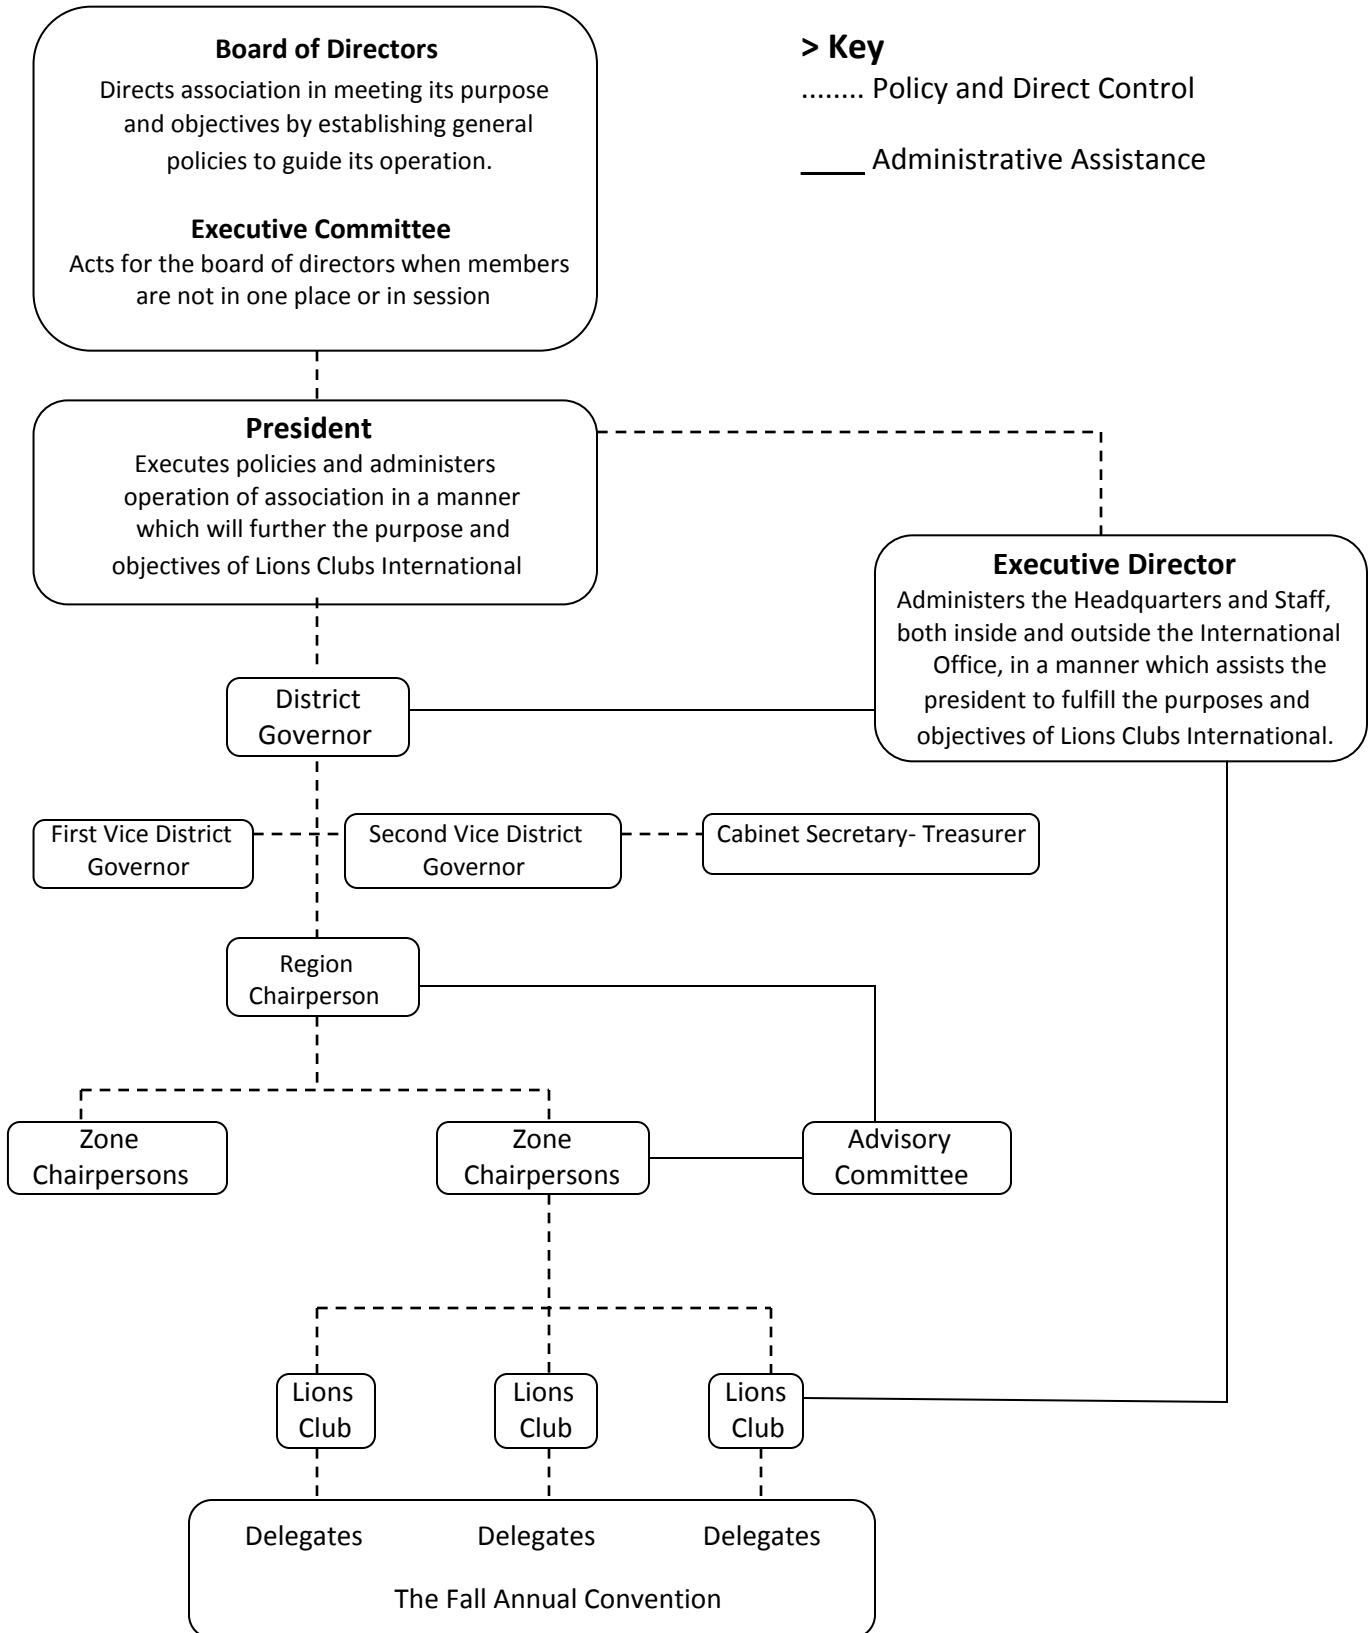 Board of Directors
Directs association in meeting its purpose
and objectives by establishing general
policies to guide its operation.
Executive Committee
Acts for the board of directors when members
are not in one place or in session
> Key
........ Policy and Direct Control
____ Administrative Assistance
President
Executes policies and administers
operation of association in a manner
which will further the purpose and
objectives of Lions Clubs International
Executive Director
Administers the Headquarters and Staff,
both inside and outside the International
Office, in a manner which assists the
president to fulfill the purposes and
objectives of Lions Clubs International.
District
Governor
First Vice District
Governor
Second Vice District
Governor
Cabinet Secretary- Treasurer
Region
Chairperson
Zone
Chairpersons
Zone
Chairpersons
Advisory
Committee
Lions
Club
Lions
Club
Lions
Club
Delegates
Delegates
Delegates
The Fall Annual Convention